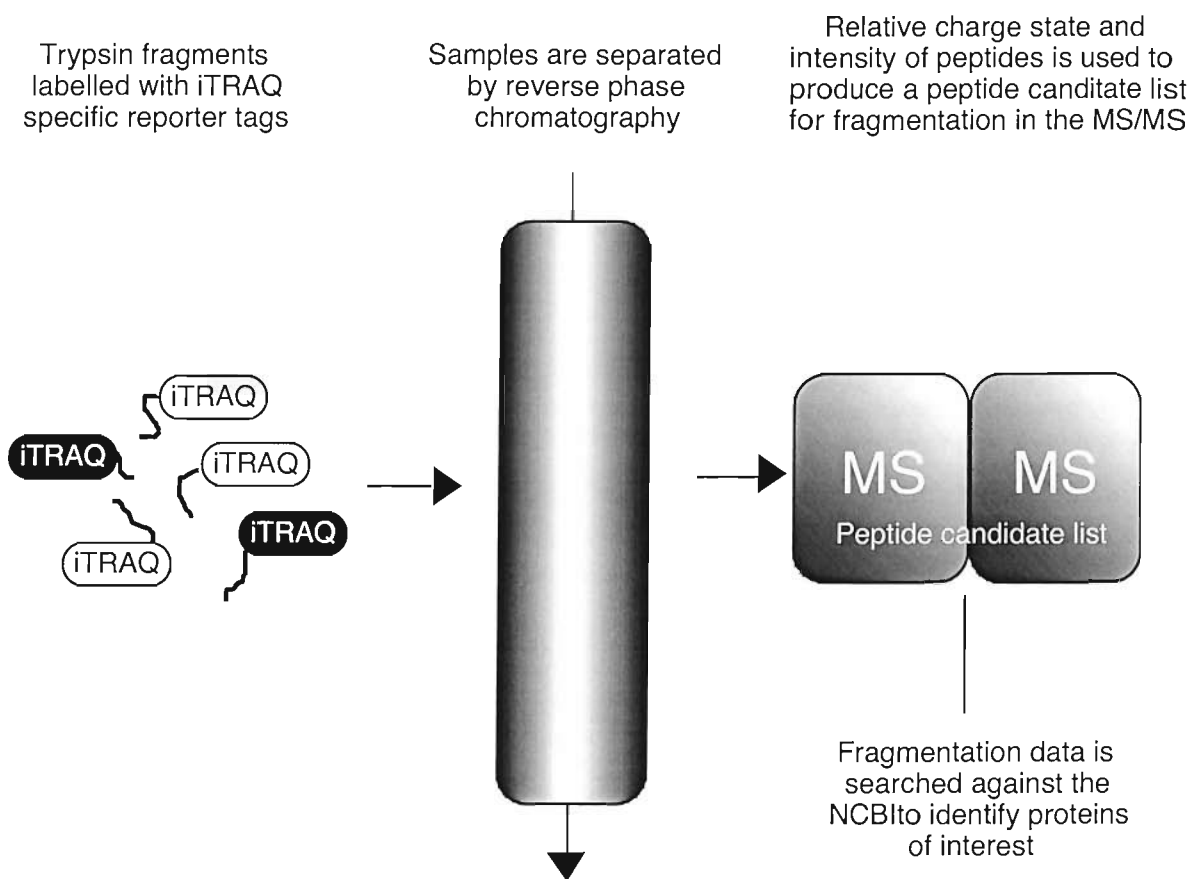 Trypsin fragments
labelled with iTRAQ
specific reporter tags
Samples are separated
by reverse phase
chromatography
Relative charge state and
intensity of peptides is used to
produce a peptide canditate list
for fragmentation in the MS/MS
iTRAQ
iTRAQ
iTRAQ
iTRAQ
iTRAQ
MS MS
Peptide candidate list
Fragmentation data is
searched against the
NCBIto identify proteins
of interest